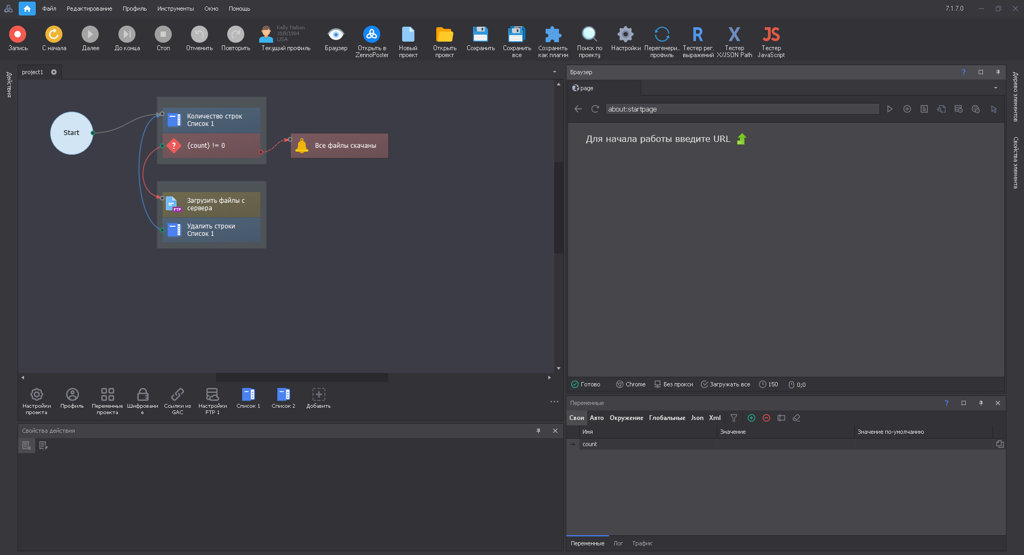 Файл Редактирование Профиль Инструменты Окно Помощь 7.1.7.0
Запись С начала Далее До конца Стоп Отменить Повторить Текущий профиль Браузер Открыть в ZennoPoster Новый проект Открыть проект Сохранить Сохранить все Сохранить как плагин Поиск по проекту Настройки Перегенери.. профиль Тестер рег. выражений Тестер X/JSON Path Тестер JavaScript
R X JS
project1
Действия
Start
Количество строк
Список 1
{count} != 0
Все файлы скачаны
Загрузить файлы с
сервера
FTP
Удалить строки
Список 1
Настройки проекта Профиль Переменные проекта Шифрование Ссылки из GAC Настройки FTP 1 Список 1 Список 2 Добавить
Свойства действия
Браузер
page
about:startpage
Для начала работы введите URL
Готово Chrome Без прокси Загружать все 150 0;0
Дерево элементов
Свойства элемента
Переменные
Свои Авто Окружение Глобальные Json Xml
Имя Значение Значение по-умолчанию
count
Переменные Лог Трафик